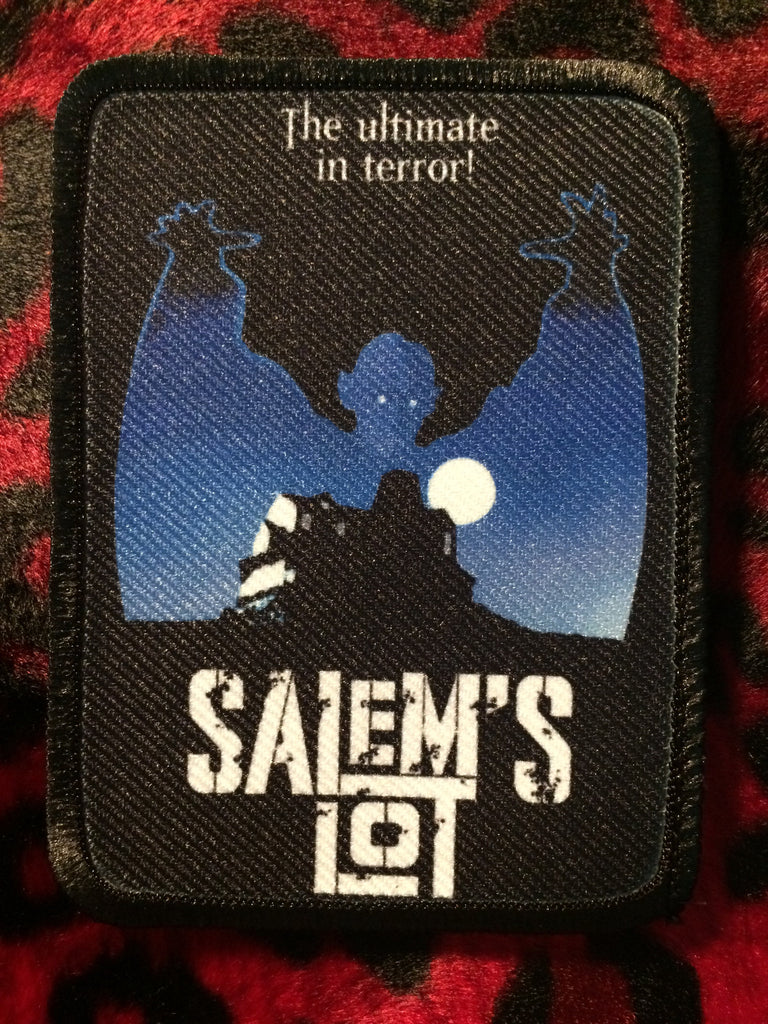 The ultimate
in terror!
SALEM'S
LOT